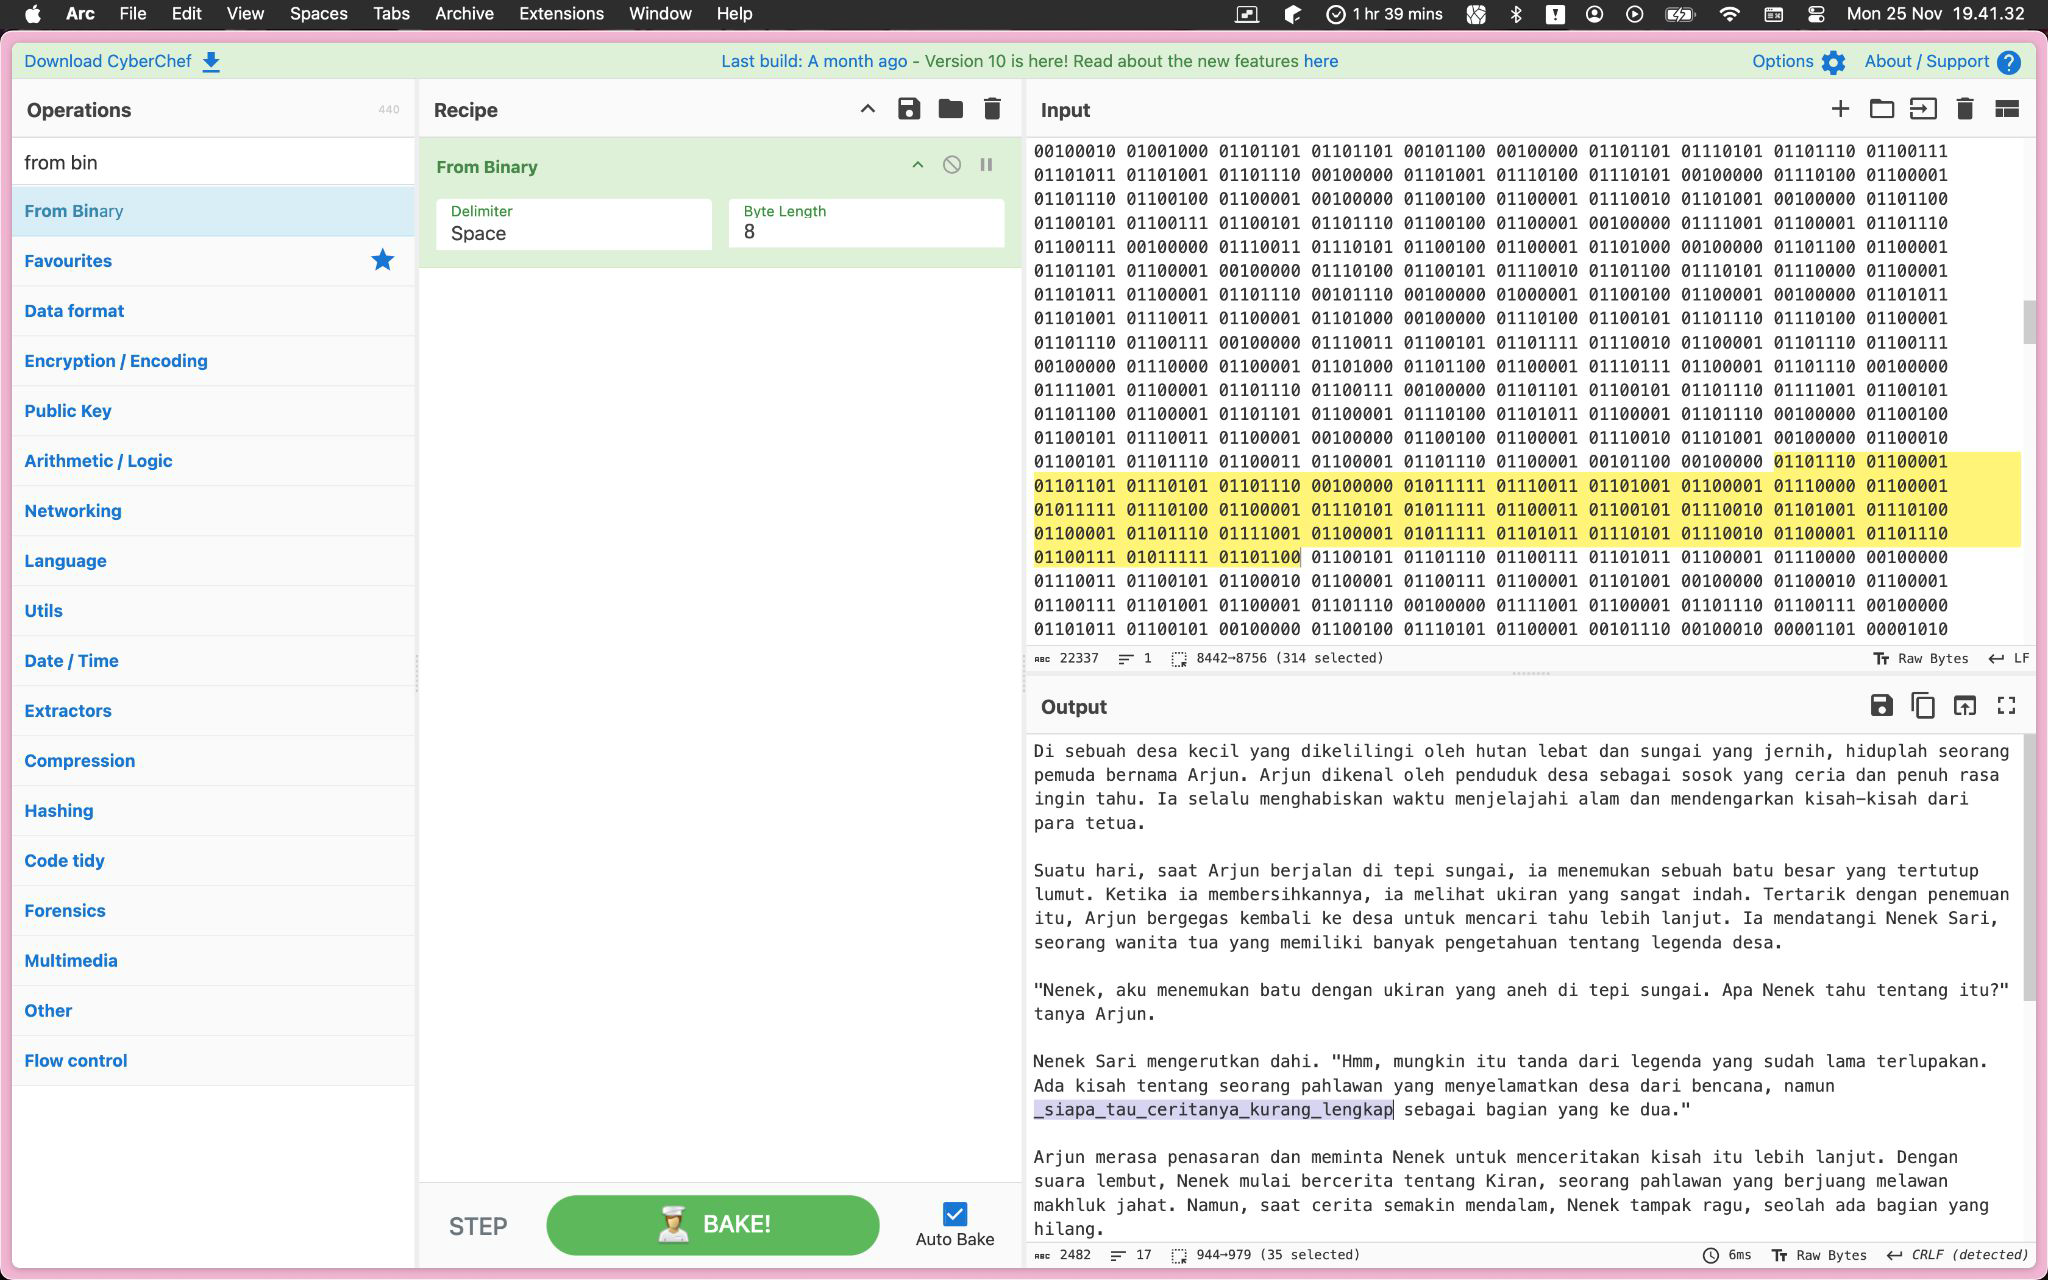 Arc File Edit View Spaces Tabs Archive Extensions Window Help 1 hr 39 mins Mon 25 Nov 19.41.32
Download CyberChef Last build: A month ago - Version 10 is here! Read about the new features here Options About / Support
Operations 440
from bin
From Binary
Favourites
Data format
Encryption / Encoding
Public Key
Arithmetic / Logic
Networking
Language
Utils
Date / Time
Extractors
Compression
Hashing
Code tidy
Forensics
Multimedia
Other
Flow control
Recipe
From Binary
Delimiter
Space
Byte Length
8
STEP
BAKE!
Auto Bake
Input
00100010 01001000 01101101 01101101 00101100 00100000 01101101 01110101 01101110 01100111
01101011 01101001 01101110 00100000 01101001 01110100 01110101 00100000 01110100 01100001
01101110 01100100 01100001 00100000 01100100 01100001 01110010 01101001 00100000 01101100
01100101 01100111 01100101 01101110 01100100 01100001 00100000 01111001 01100001 01101110
01100111 00100000 01110011 01110101 01100100 01100001 01101000 00100000 01101100 01100001
01101101 01100001 00100000 01110100 01100101 01110010 01101100 01110101 01110000 01100001
01101011 01100001 01101110 00101110 00100000 01000001 01100100 01100001 00100000 01101011
01101001 01110011 01100001 01101000 00100000 01110100 01100101 01101110 01110100 01100001
01101110 01100111 00100000 01110011 01100101 01101111 01110010 01100001 01101110 01100111
00100000 01110000 01100001 01101000 01101100 01100001 01110111 01100001 01101110 00100000
01111001 01100001 01101110 01100111 00100000 01101101 01100101 01101110 01111001 01100101
01101100 01100001 01101101 01100001 01110100 01101011 01100001 01101110 00100000 01100100
01100101 01110011 01100001 00100000 01100100 01100001 01110010 01101001 00100000 01100010
01100101 01101110 01100011 01100001 01101110 01100001 00101100 00100000 01101110 01100001
01101101 01110101 01101110 00100000 01011111 01110011 01101001 01100001 01110000 01100001
01011111 01110100 01100001 01110101 01011111 01100011 01100101 01110010 01101001 01110100
01100001 01101110 01111001 01100001 01011111 01101011 01110101 01110010 01100001 01101110
01100111 01011111 01101100 01100101 01101110 01100111 01101011 01100001 01110000 00100000
01110011 01100101 01100010 01100001 01100111 01100001 01101001 00100000 01100010 01100001
01100111 01101001 01100001 01101110 00100000 01111001 01100001 01101110 01100111 00100000
01101011 01100101 00100000 01100100 01110101 01100001 00101110 00100010 00001101 00001010
ABC 22337 1 8442→8756 (314 selected) Raw Bytes LF
Output
Di sebuah desa kecil yang dikelilingi oleh hutan lebat dan sungai yang jernih, hiduplah seorang
pemuda bernama Arjun. Arjun dikenal oleh penduduk desa sebagai sosok yang ceria dan penuh rasa
ingin tahu. Ia selalu menghabiskan waktu menjelajahi alam dan mendengarkan kisah-kisah dari
para tetua.
Suatu hari, saat Arjun berjalan di tepi sungai, ia menemukan sebuah batu besar yang tertutup
lumut. Ketika ia membersihkannya, ia melihat ukiran yang sangat indah. Tertarik dengan penemuan
itu, Arjun bergegas kembali ke desa untuk mencari tahu lebih lanjut. Ia mendatangi Nenek Sari,
seorang wanita tua yang memiliki banyak pengetahuan tentang legenda desa.
"Nenek, aku menemukan batu dengan ukiran yang aneh di tepi sungai. Apa Nenek tahu tentang itu?"
tanya Arjun.
Nenek Sari mengerutkan dahi. "Hmm, mungkin itu tanda dari legenda yang sudah lama terlupakan.
Ada kisah tentang seorang pahlawan yang menyelamatkan desa dari bencana, namun
_siapa_tau_ceritanya_kurang_lengkap sebagai bagian yang ke dua."
Arjun merasa penasaran dan meminta Nenek untuk menceritakan kisah itu lebih lanjut. Dengan
suara lembut, Nenek mulai bercerita tentang Kiran, seorang pahlawan yang berjuang melawan
makhluk jahat. Namun, saat cerita semakin mendalam, Nenek tampak ragu, seolah ada bagian yang
hilang.
ABC 2482 17 944→979 (35 selected) 6ms Raw Bytes CRLF (detected)